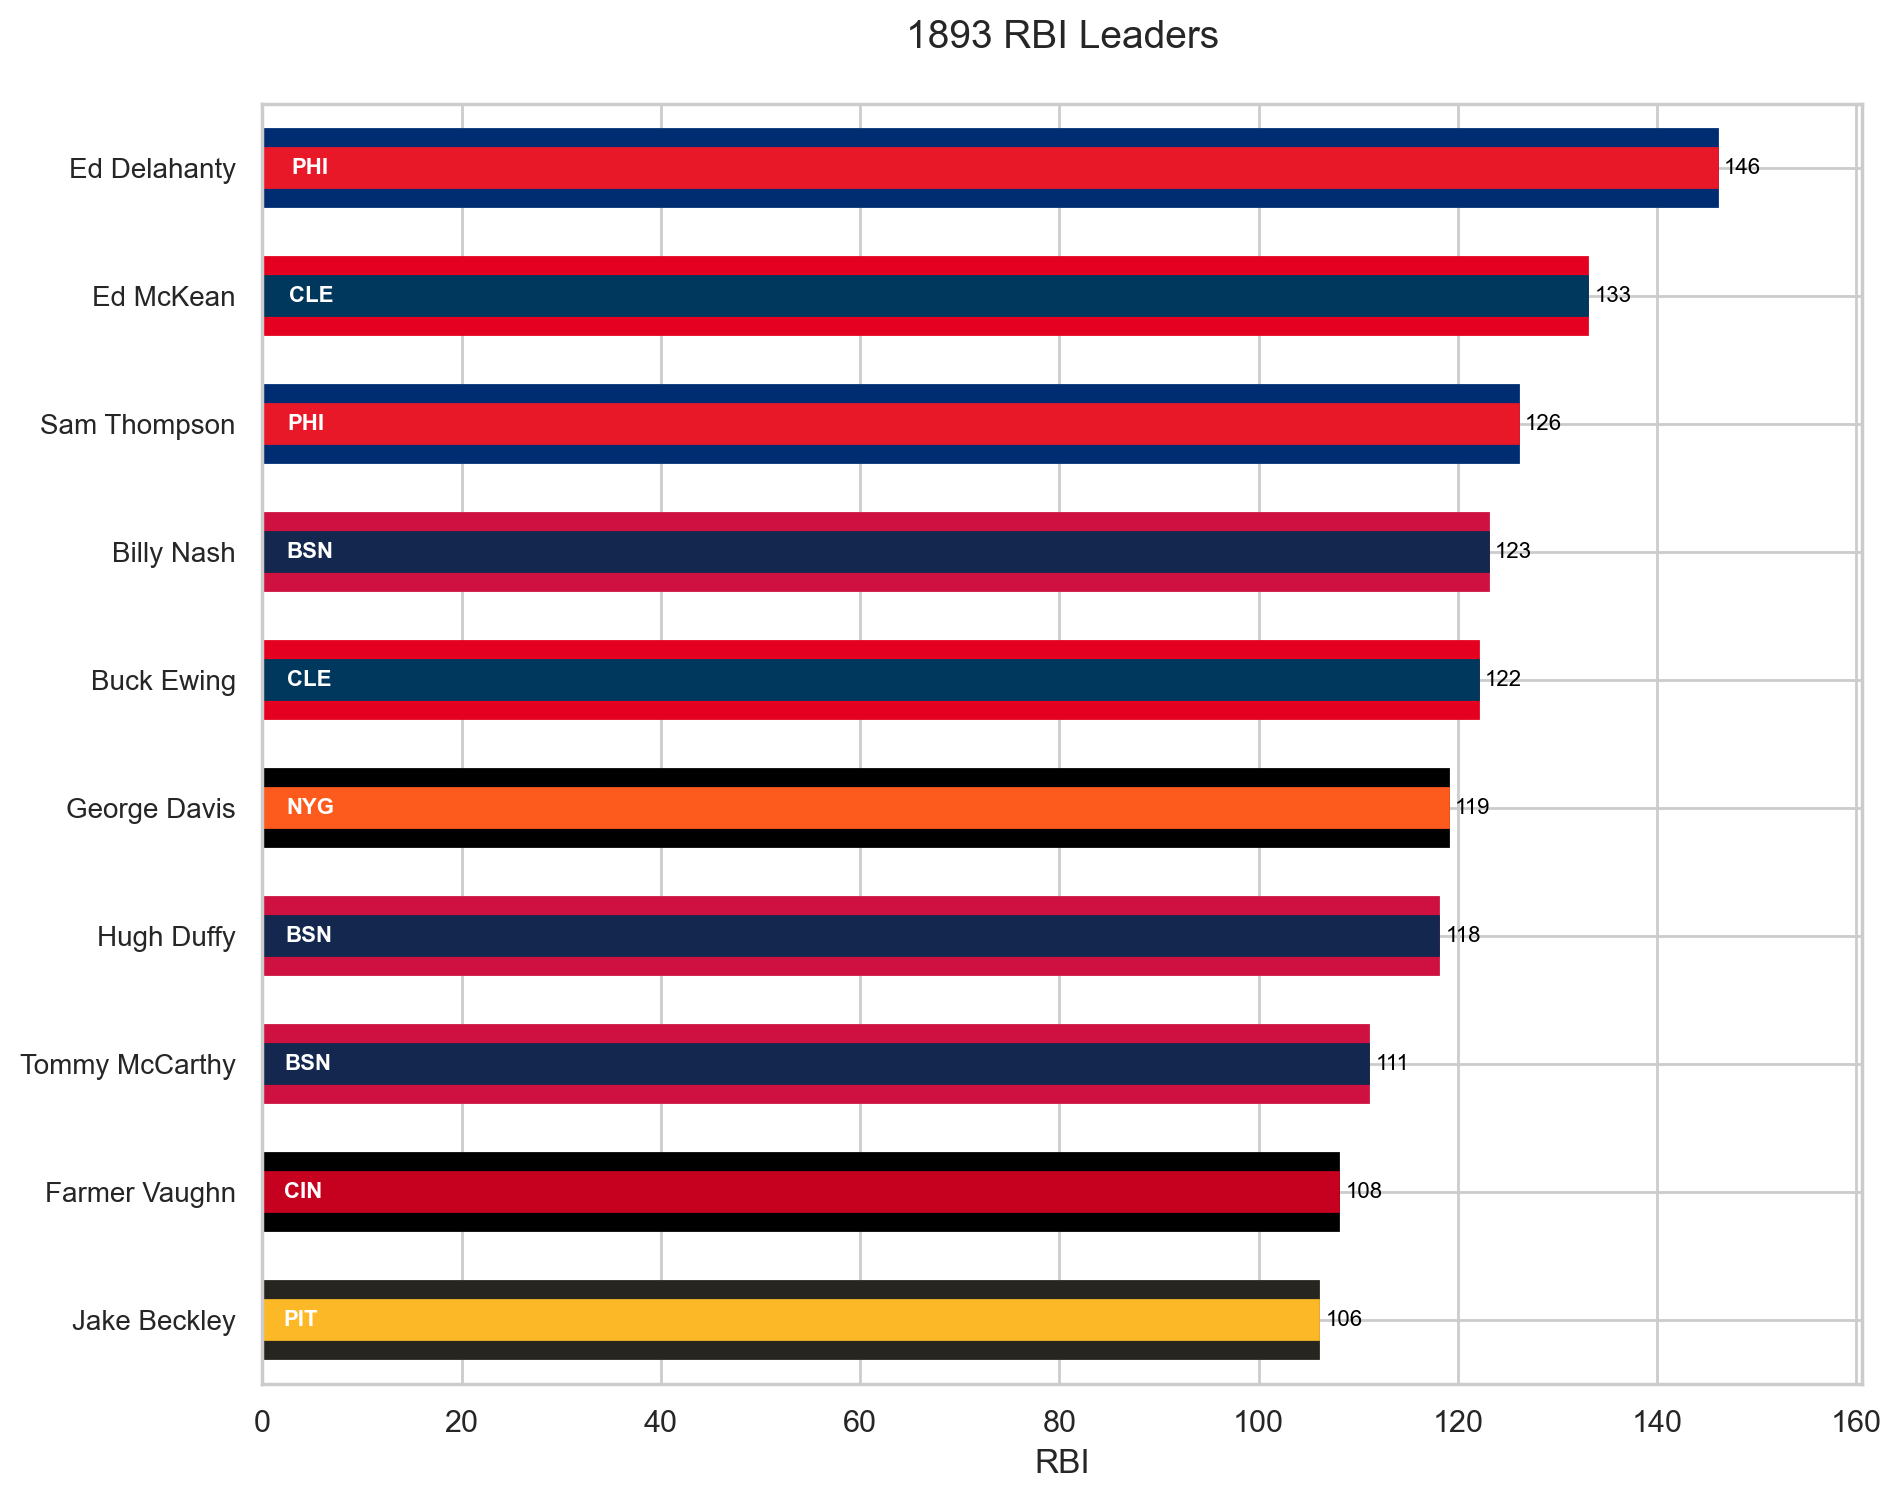 1893 RBI Leaders
Ed Delahanty PHI 146
Ed McKean CLE 133
Sam Thompson PHI 126
Billy Nash BSN 123
Buck Ewing CLE 122
George Davis NYG 119
Hugh Duffy BSN 118
Tommy McCarthy BSN 111
Farmer Vaughn CIN 108
Jake Beckley PIT 106
0 20 40 60 80 100 120 140 160
RBI